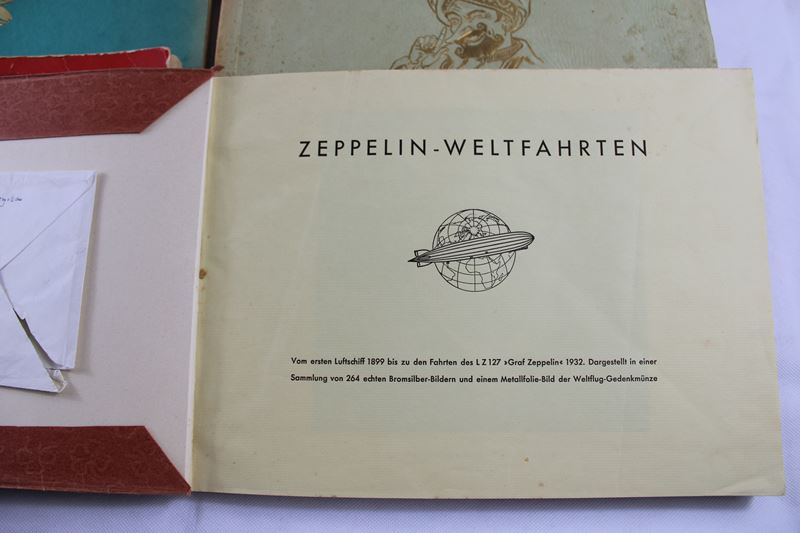 ZEPPELIN-WELTFAHRTEN
Vom ersten Luftschiff 1899 bis zu den Fahrten des LZ 127 »Graf Zeppelin« 1932. Dargestellt in einer
Sammlung von 264 echten Bromsilber-Bildern und einem Metallfolie-Bild der Weltflug-Gedenkmünze